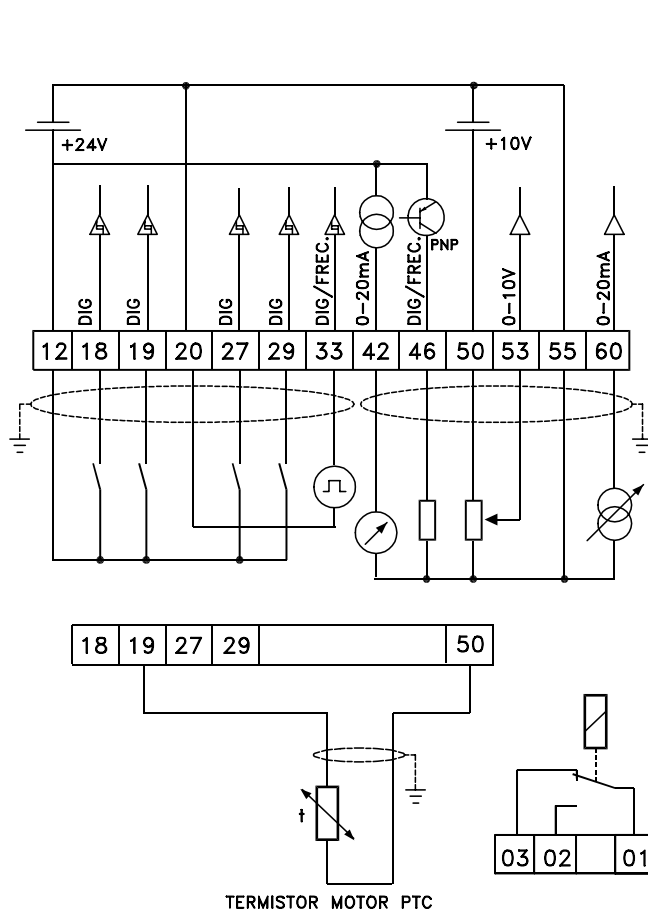 +24V
+10V
PNP
DIG
DIG
DIG
DIG
DIG/FREC.
0-20mA
DIG/FREC.
0-10V
0-20mA
12 18 19 20 27 29 33 42 46 50 53 55 60
18 19 27 29 50
t
03 02 01
TERMISTOR MOTOR PTC